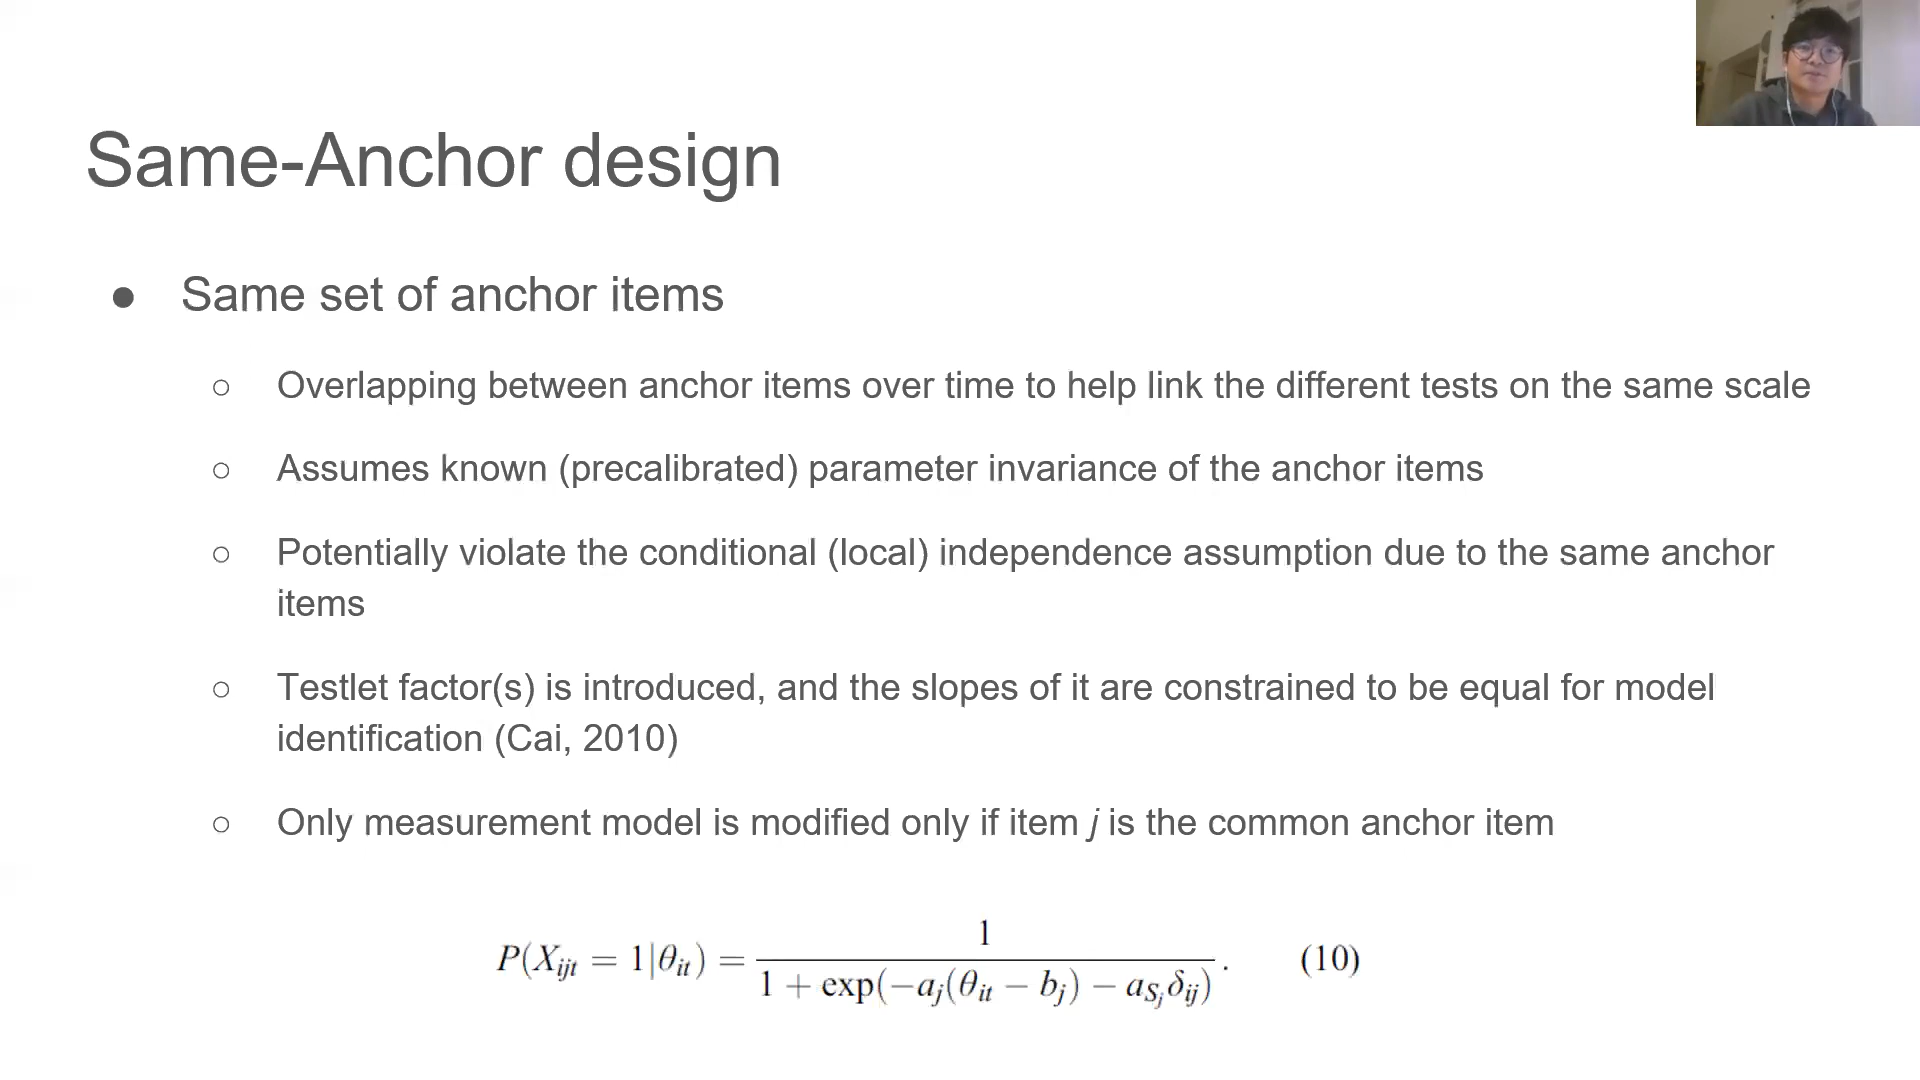 Same-Anchor design
● Same set of anchor items
○ Overlapping between anchor items over time to help link the different tests on the same scale
○ Assumes known (precalibrated) parameter invariance of the anchor items
○ Potentially violate the conditional (local) independence assumption due to the same anchor
items
○ Testlet factor(s) is introduced, and the slopes of it are constrained to be equal for model
identification (Cai, 2010)
○ Only measurement model is modified only if item j is the common anchor item
P(X_{ijt} = 1|θ_{it}) = \frac{1}{1 + exp(−a_j(θ_{it} − b_j) − a_{S_j}δ_{ij})}. (10)